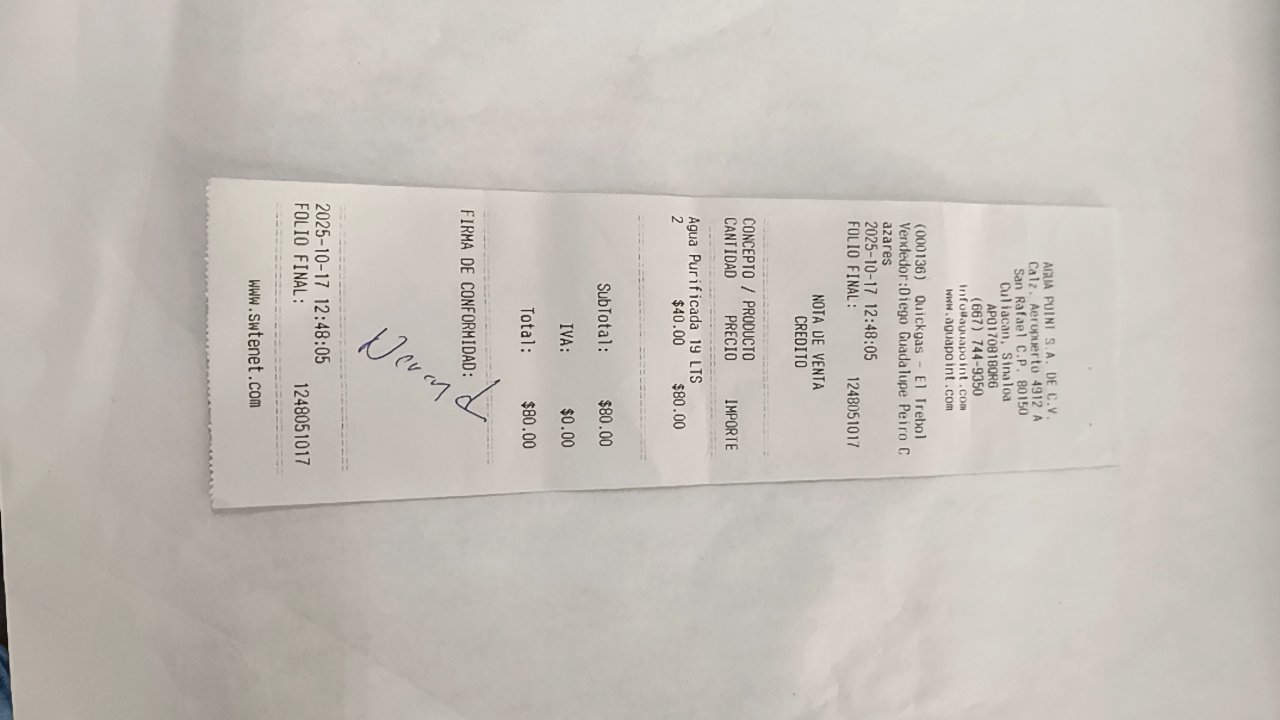 AGUA POINT S.A. DE C.V.
Calz. Aeropuerto 4912 A
San Rafael C.P. 80150
Culiacan, Sinaloa
APO170818QR6
(667) 744-9350
info@aguapoint.com
www.aguapoint.com
(000136) Quickgas - El Trebol
Vendedor:Diego Guadalupe Peiro C
azares
2025-10-17 12:48:05
FOLIO FINAL: 1248051017
NOTA DE VENTA
CREDITO
CONCEPTO / PRODUCTO
CANTIDAD PRECIO IMPORTE
Agua Purificada 19 LTS
2 $40.00 $80.00
SubTotal: $80.00
IVA: $0.00
Total: $80.00
FIRMA DE CONFORMIDAD:
2025-10-17 12:48:05
FOLIO FINAL: 1248051017
www.swtenet.com